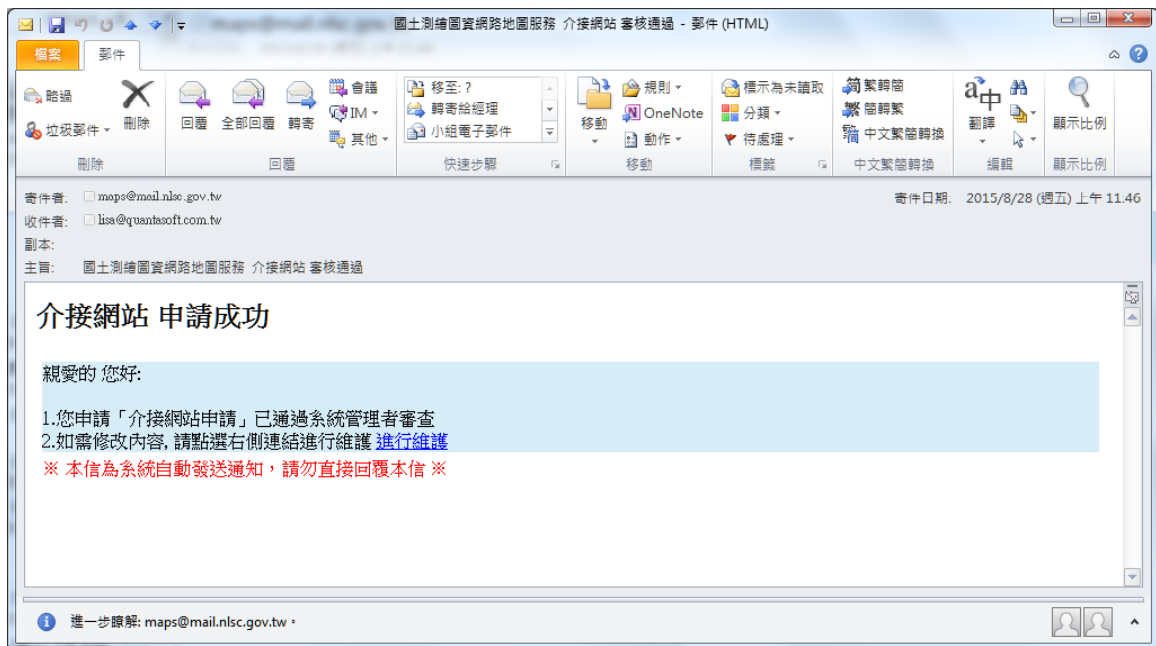 國土測繪圖資網路地圖服務 介接網站 審核通過 - 郵件 (HTML)
檔案 郵件
略過
垃圾郵件
刪除
刪除
回覆 全部回覆 轉寄
會議
IM
其他
回覆
移至: ?
轉寄給經理
小組電子郵件
快速步驟
移動
規則
OneNote
動作
移動
標示為未讀取
分類
待處理
標籤
繁轉簡
簡轉繁
中文繁簡轉換
中文繁簡轉換
翻譯
編輯
顯示比例
顯示比例
寄件者: maps@mail.nlsc.gov.tw 寄件日期: 2015/8/28 (週五) 上午 11:46
收件者: lisa@quantasoft.com.tw
副本:
主旨: 國土測繪圖資網路地圖服務 介接網站 審核通過
介接網站 申請成功
親愛的 您好:
1.您申請「介接網站申請」已通過系統管理者審查
2.如需修改內容, 請點選右側連結進行維護 進行維護
※ 本信為系統自動發送通知，請勿直接回覆本信 ※
進一步瞭解: maps@mail.nlsc.gov.tw。